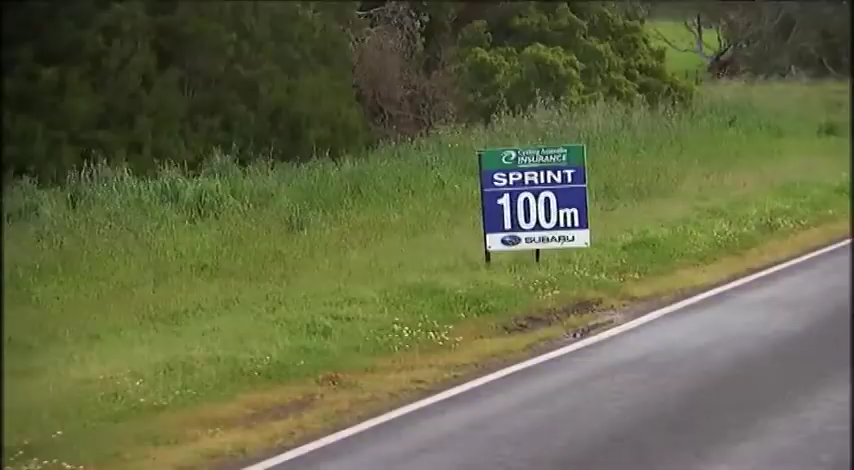 Cycling Australia
INSURANCE
SPRINT
100m
SUBARU